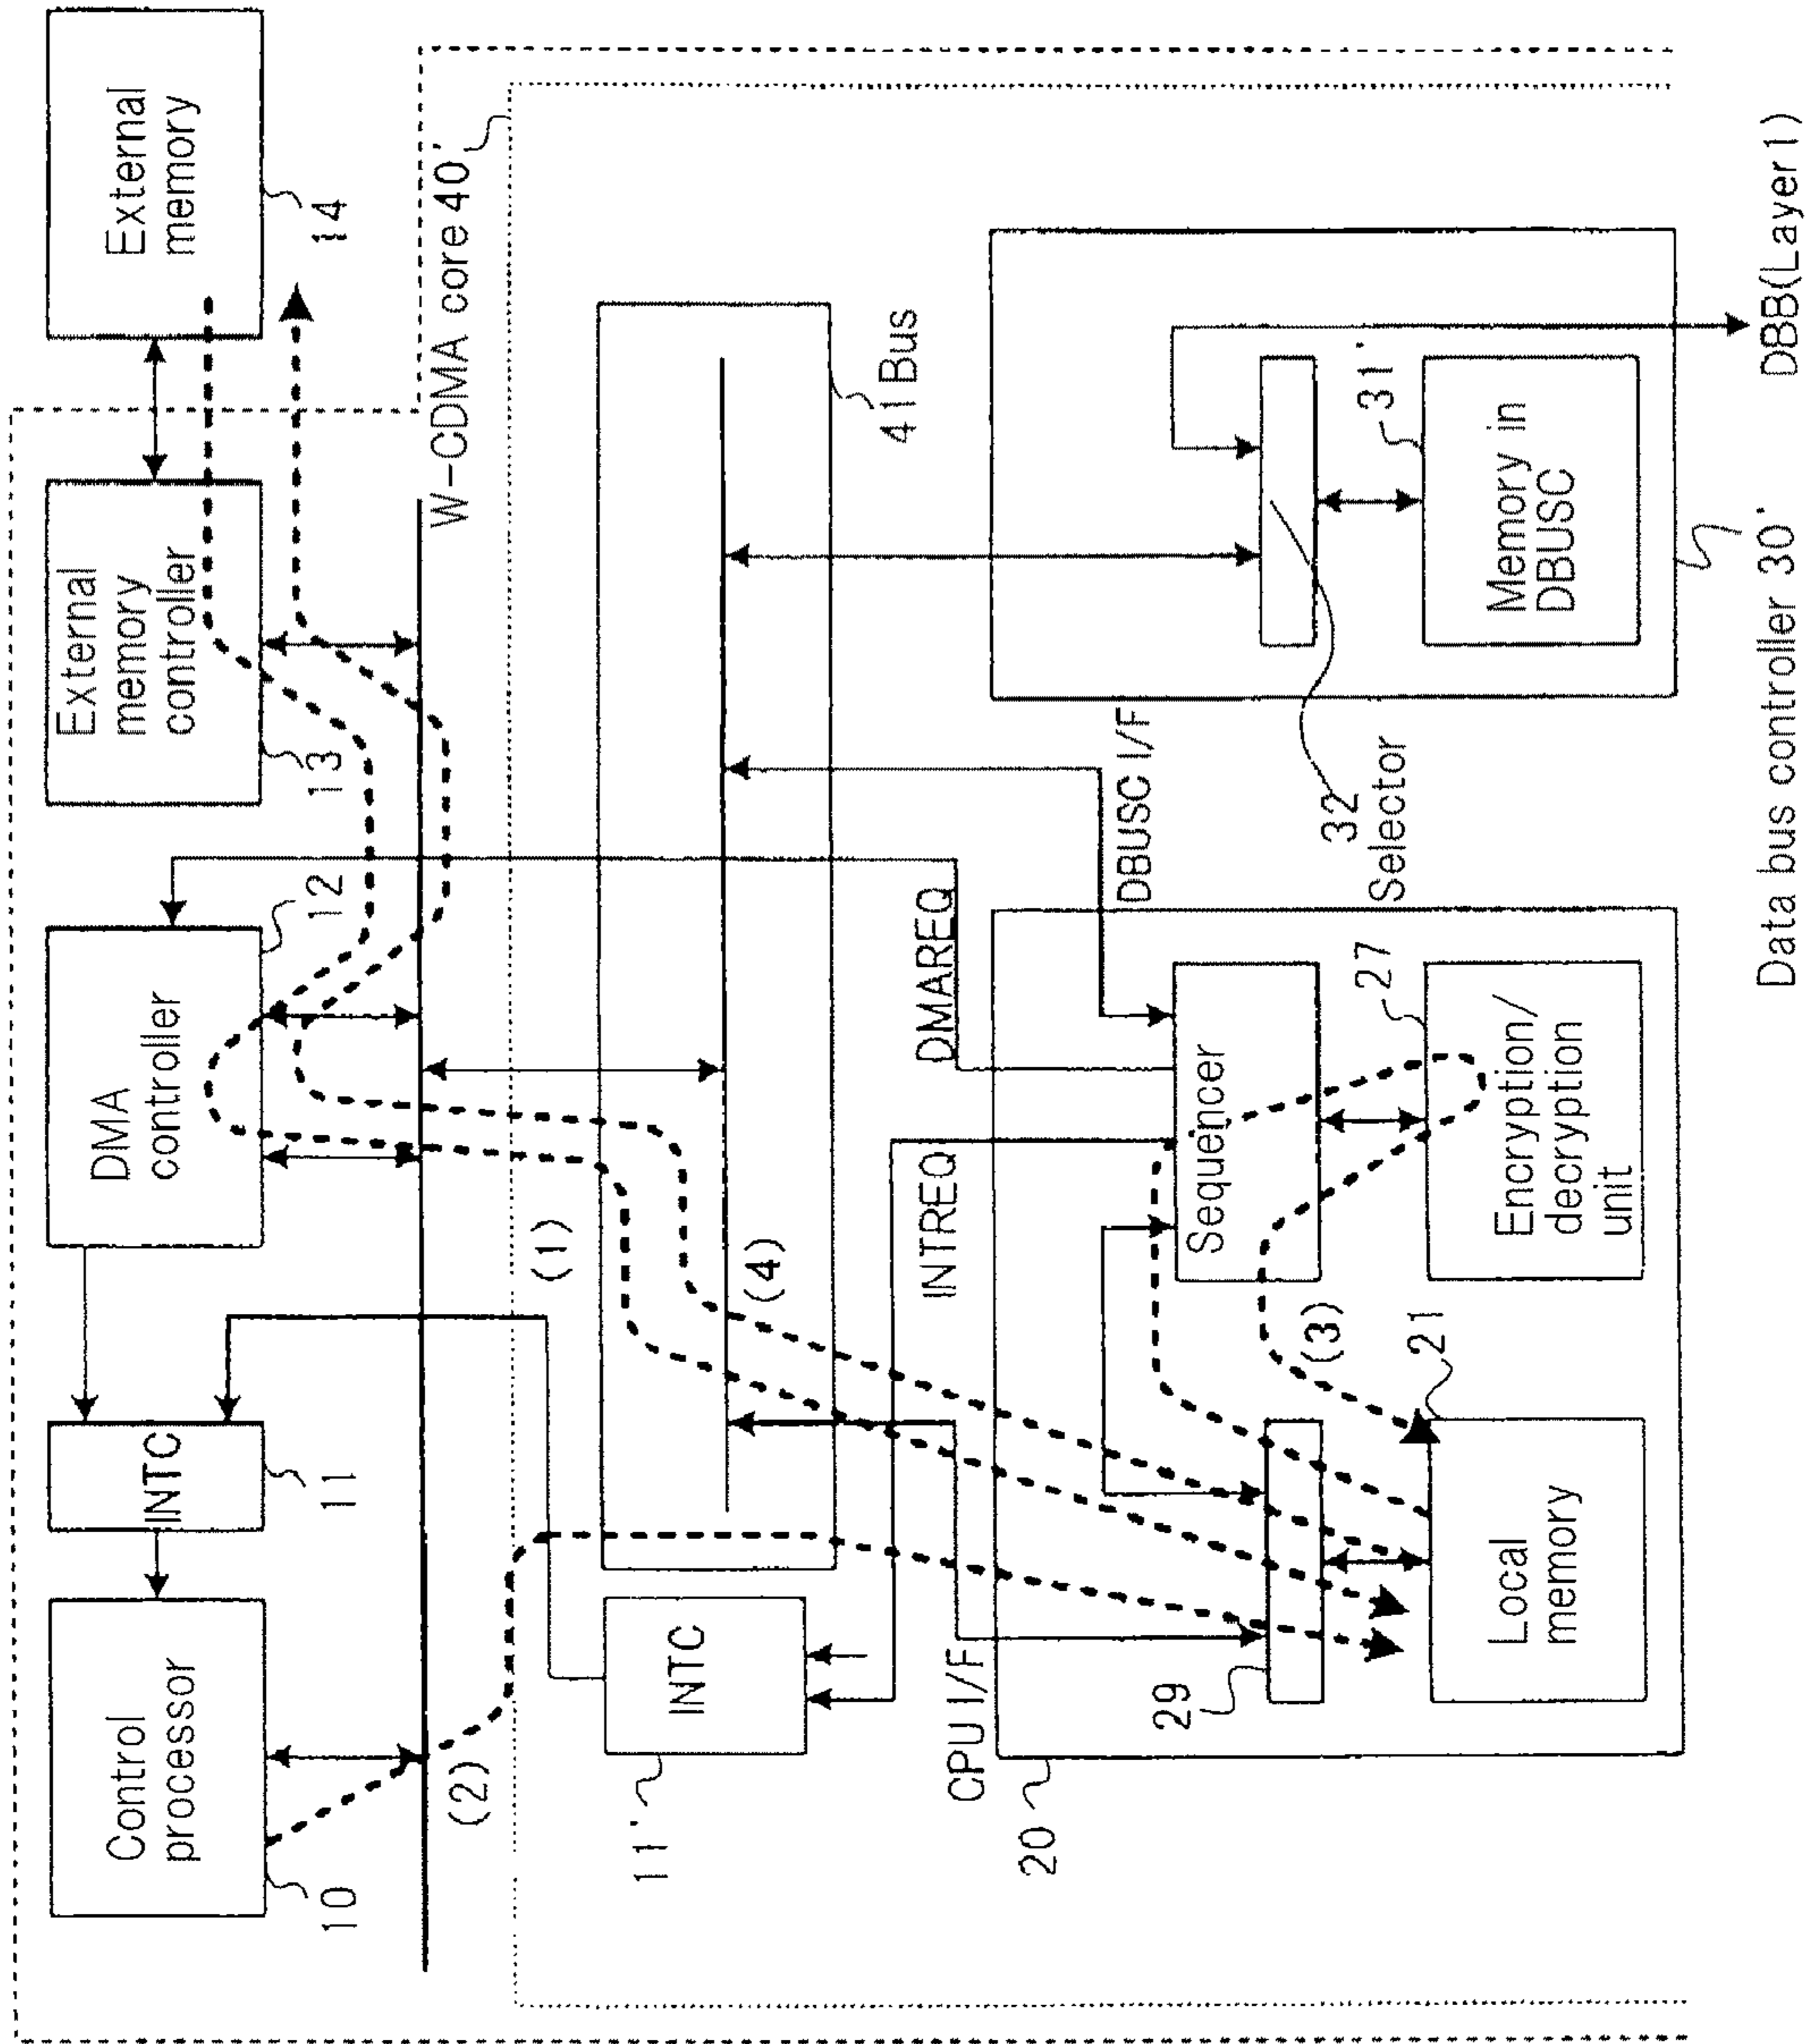 Control
processor
10
INTC
11
DMA
controller
12
External
memory
controller
13
External
memory
14
W-CDMA core 40'
(1)
(2)
(4)
41 Bus
INTC
11'
INTREQ
DMAREQ
CPU I/F
DBUSC I/F
20
29
Sequencer
(3)
Local
memory
21
Encryption/
decryption
unit
27
32
Selector
Memory in
DBUSC
31'
Data bus controller 30'
DBB(Layer1)